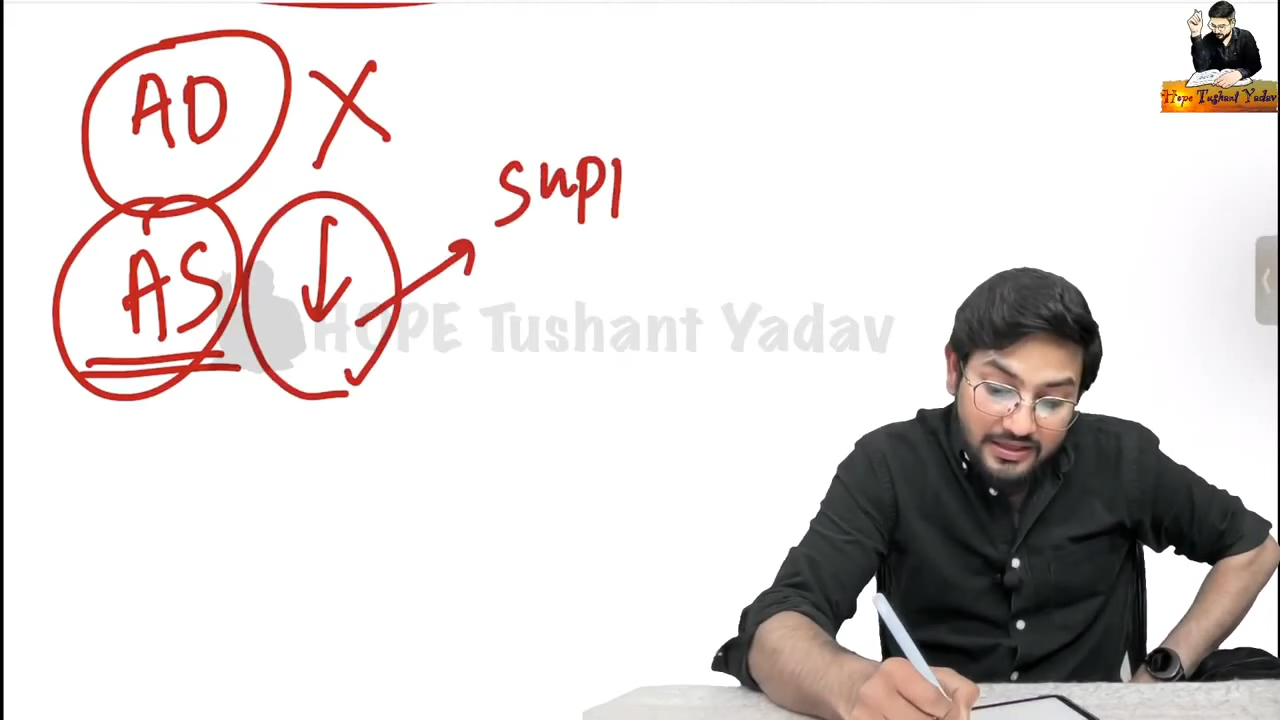 Hope Tushant Yadav
AD X
supl
AS ↓
HOPE Tushant Yadav